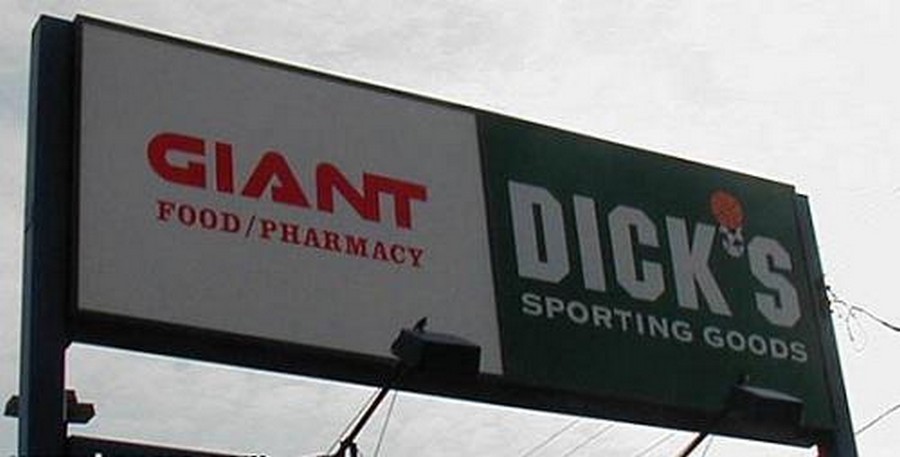 GIANT
FOOD/PHARMACY
DICK'S
SPORTING GOODS